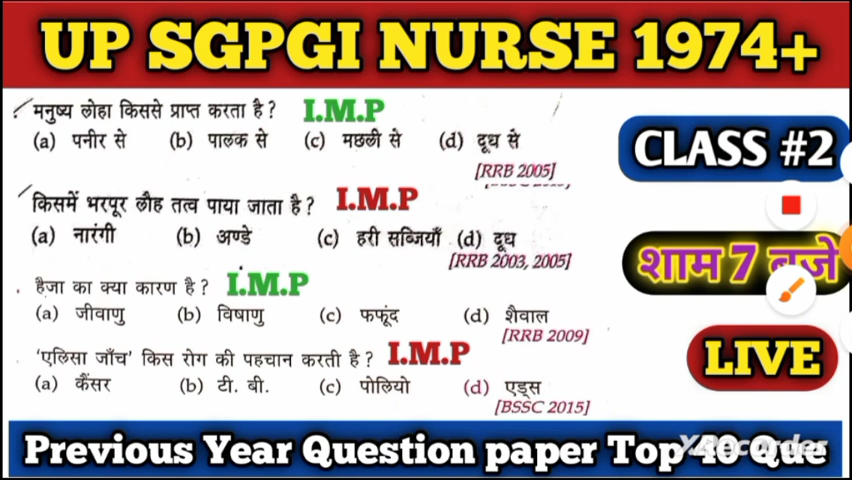 UP SGPGI NURSE 1974+
मनुष्य लोहा किससे प्राप्त करता है? I.M.P
(a) पनीर से (b) पालक से (c) मछली से (d) दूध से
[RRB 2005]
CLASS #2
किसमें भरपूर लौह तत्व पाया जाता है? I.M.P
(a) नारंगी (b) अण्डे (c) हरी सब्जियाँ (d) दूध
[RRB 2003, 2005]
शाम 7 बजे
हैजा का क्या कारण है? I.M.P
(a) जीवाणु (b) विषाणु (c) फफूंद (d) शैवाल
[RRB 2009]
'एलिसा जाँच' किस रोग की पहचान करती है? I.M.P
(a) कैंसर (b) टी. बी. (c) पोलियो (d) एड्स
[BSSC 2015]
LIVE
Previous Year Question paper Top 40 Que
XRecorder